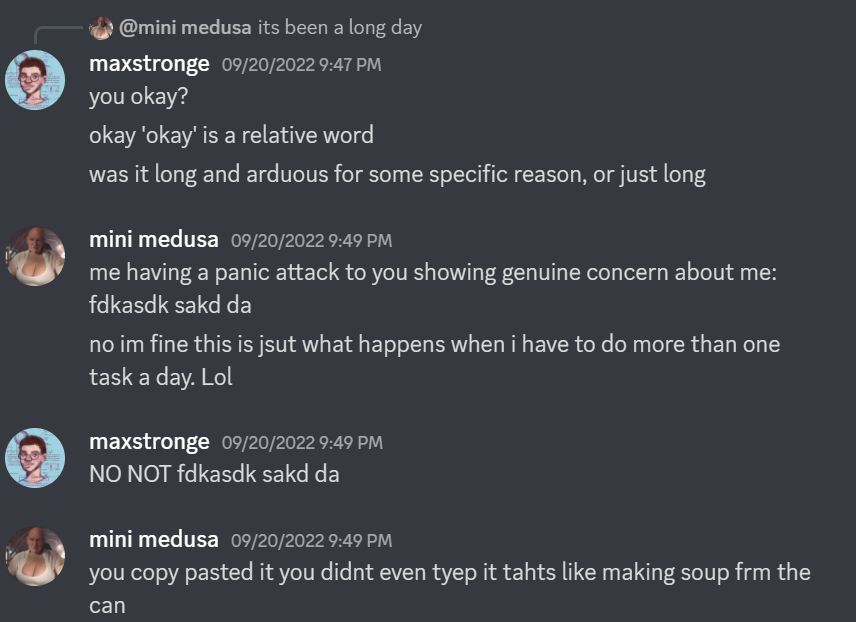 @mini medusa its been a long day
maxstronge 09/20/2022 9:47 PM
you okay?
okay 'okay' is a relative word
was it long and arduous for some specific reason, or just long
mini medusa 09/20/2022 9:49 PM
me having a panic attack to you showing genuine concern about me:
fdkasdk sakd da
no im fine this is jsut what happens when i have to do more than one
task a day. Lol
maxstronge 09/20/2022 9:49 PM
NO NOT fdkasdk sakd da
mini medusa 09/20/2022 9:49 PM
you copy pasted it you didnt even tyep it tahts like making soup frm the
can